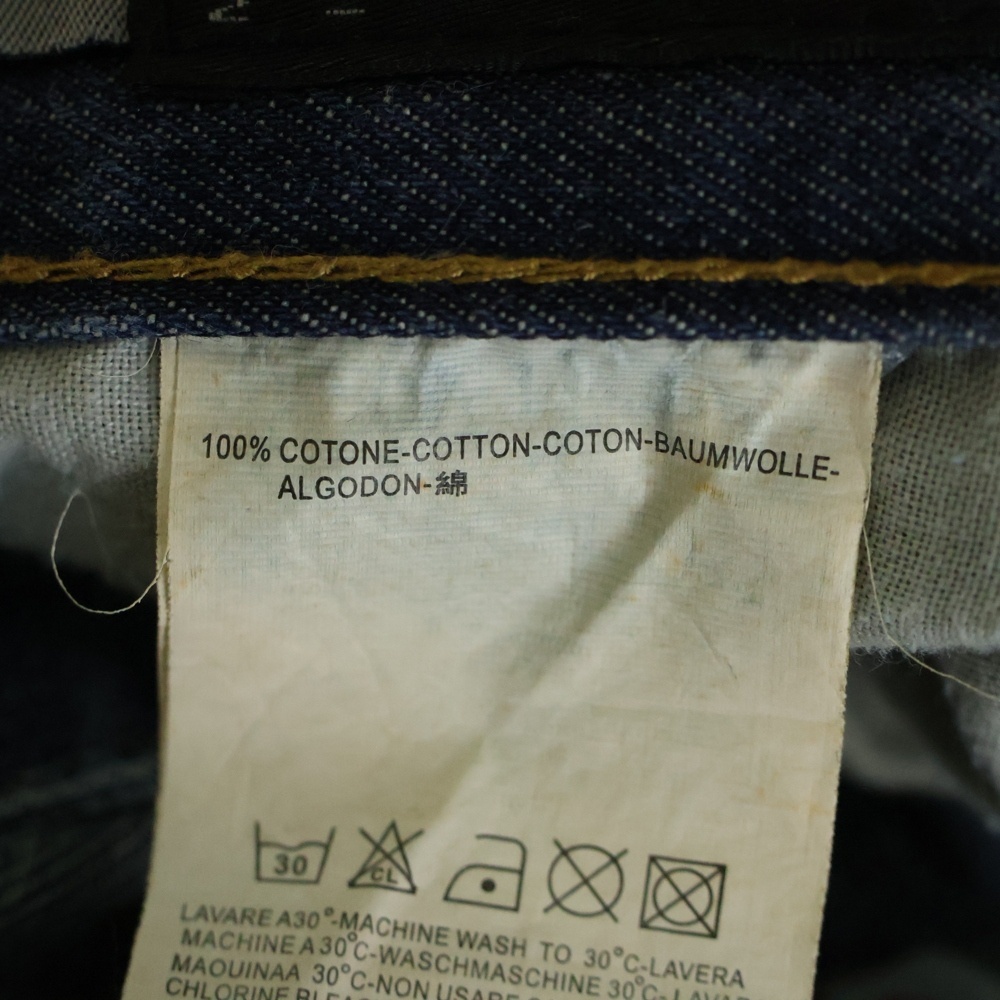 100% COTONE-COTTON-COTON-BAUMWOLLE-
ALGODON-綿
30 CL
LAVARE A30°-MACHINE WASH TO 30°C-LAVERA
MACHINE A 30°C-WASCHMASCHINE 30°C-LAVAR
MAOUINAA 30°C-NON USARE
CHLORINE